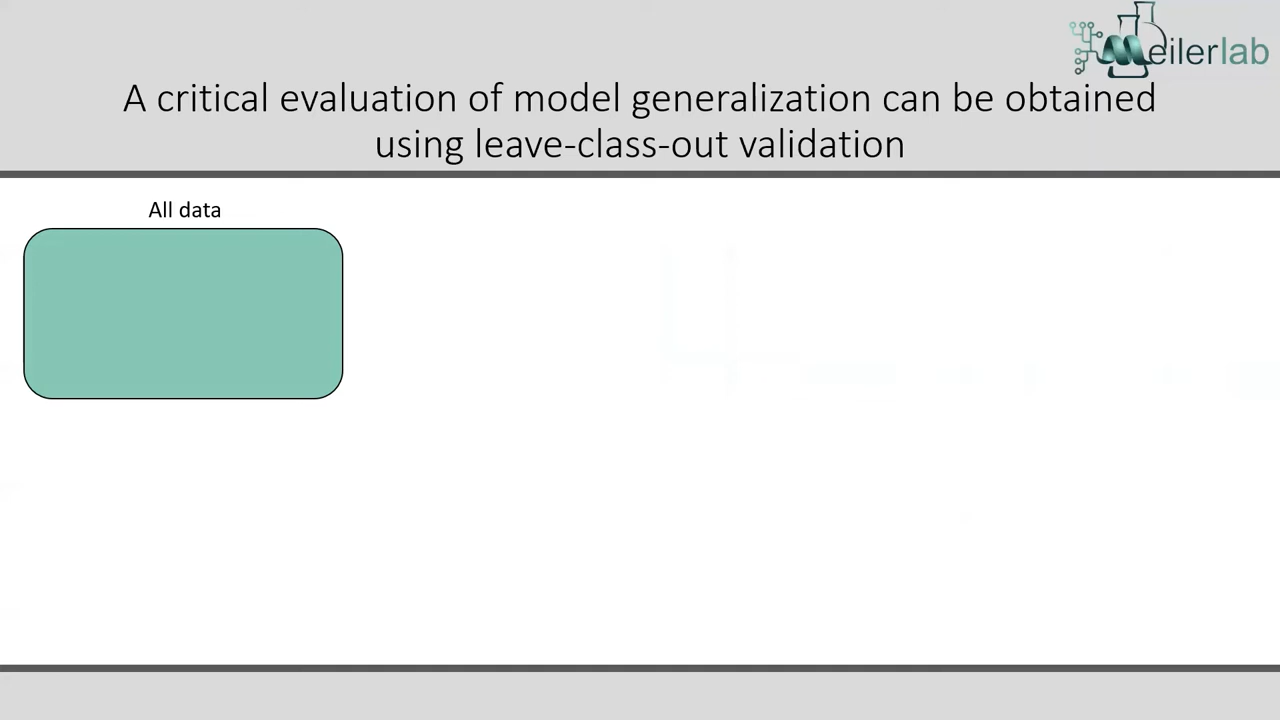 Meilerlab
A critical evaluation of model generalization can be obtained
using leave-class-out validation
All data